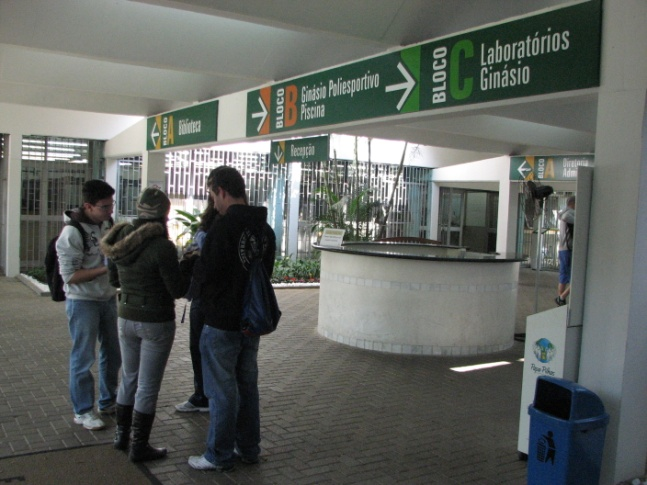 BLOCO A Biblioteca
BLOCO B Ginásio Poliesportivo
Piscina
BLOCO C Laboratórios
Ginásio
Recepção
BLOCO A